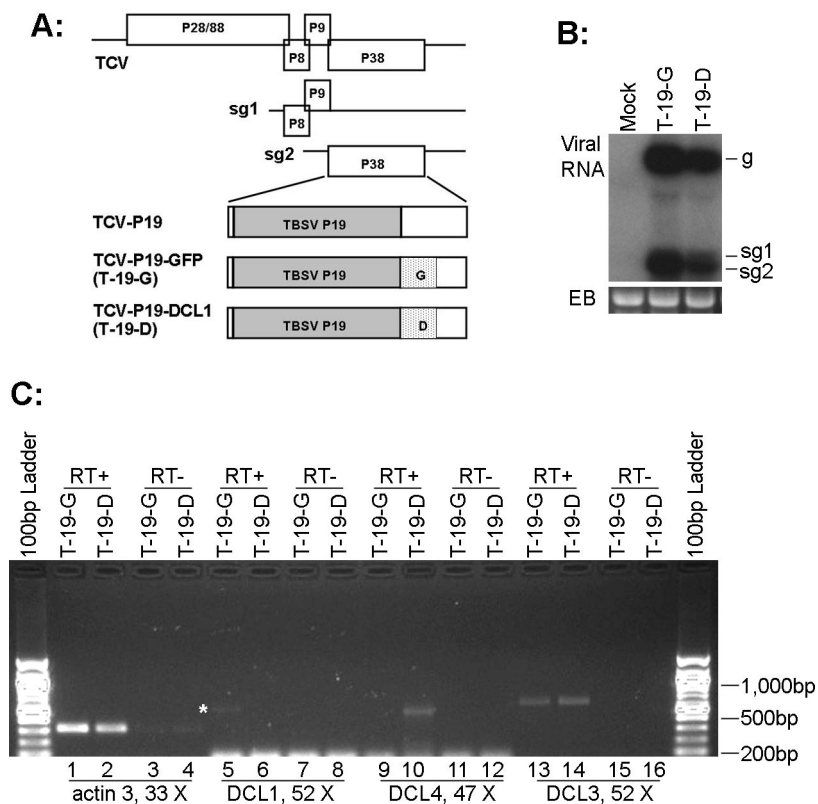 A:
P28/88
P9
TCV
P8
P38
sg1
P9
P8
sg2
P38
TCV-P19
TBSV P19
TCV-P19-GFP
(T-19-G)
TBSV P19
G
TCV-P19-DCL1
(T-19-D)
TBSV P19
D
B:
Mock
T-19-G
T-19-D
Viral
RNA
g
sg1
sg2
EB
C:
100bp Ladder
RT+
RT-
RT+
RT-
RT+
RT-
RT+
RT-
100bp Ladder
T-19-G
T-19-D
T-19-G
T-19-D
T-19-G
T-19-D
T-19-G
T-19-D
T-19-G
T-19-D
T-19-G
T-19-D
T-19-G
T-19-D
T-19-G
T-19-D
*
1,000bp
500bp
200bp
1 2 3 4 5 6 7 8 9 10 11 12 13 14 15 16
actin 3, 33 X
DCL1, 52 X
DCL4, 47 X
DCL3, 52 X